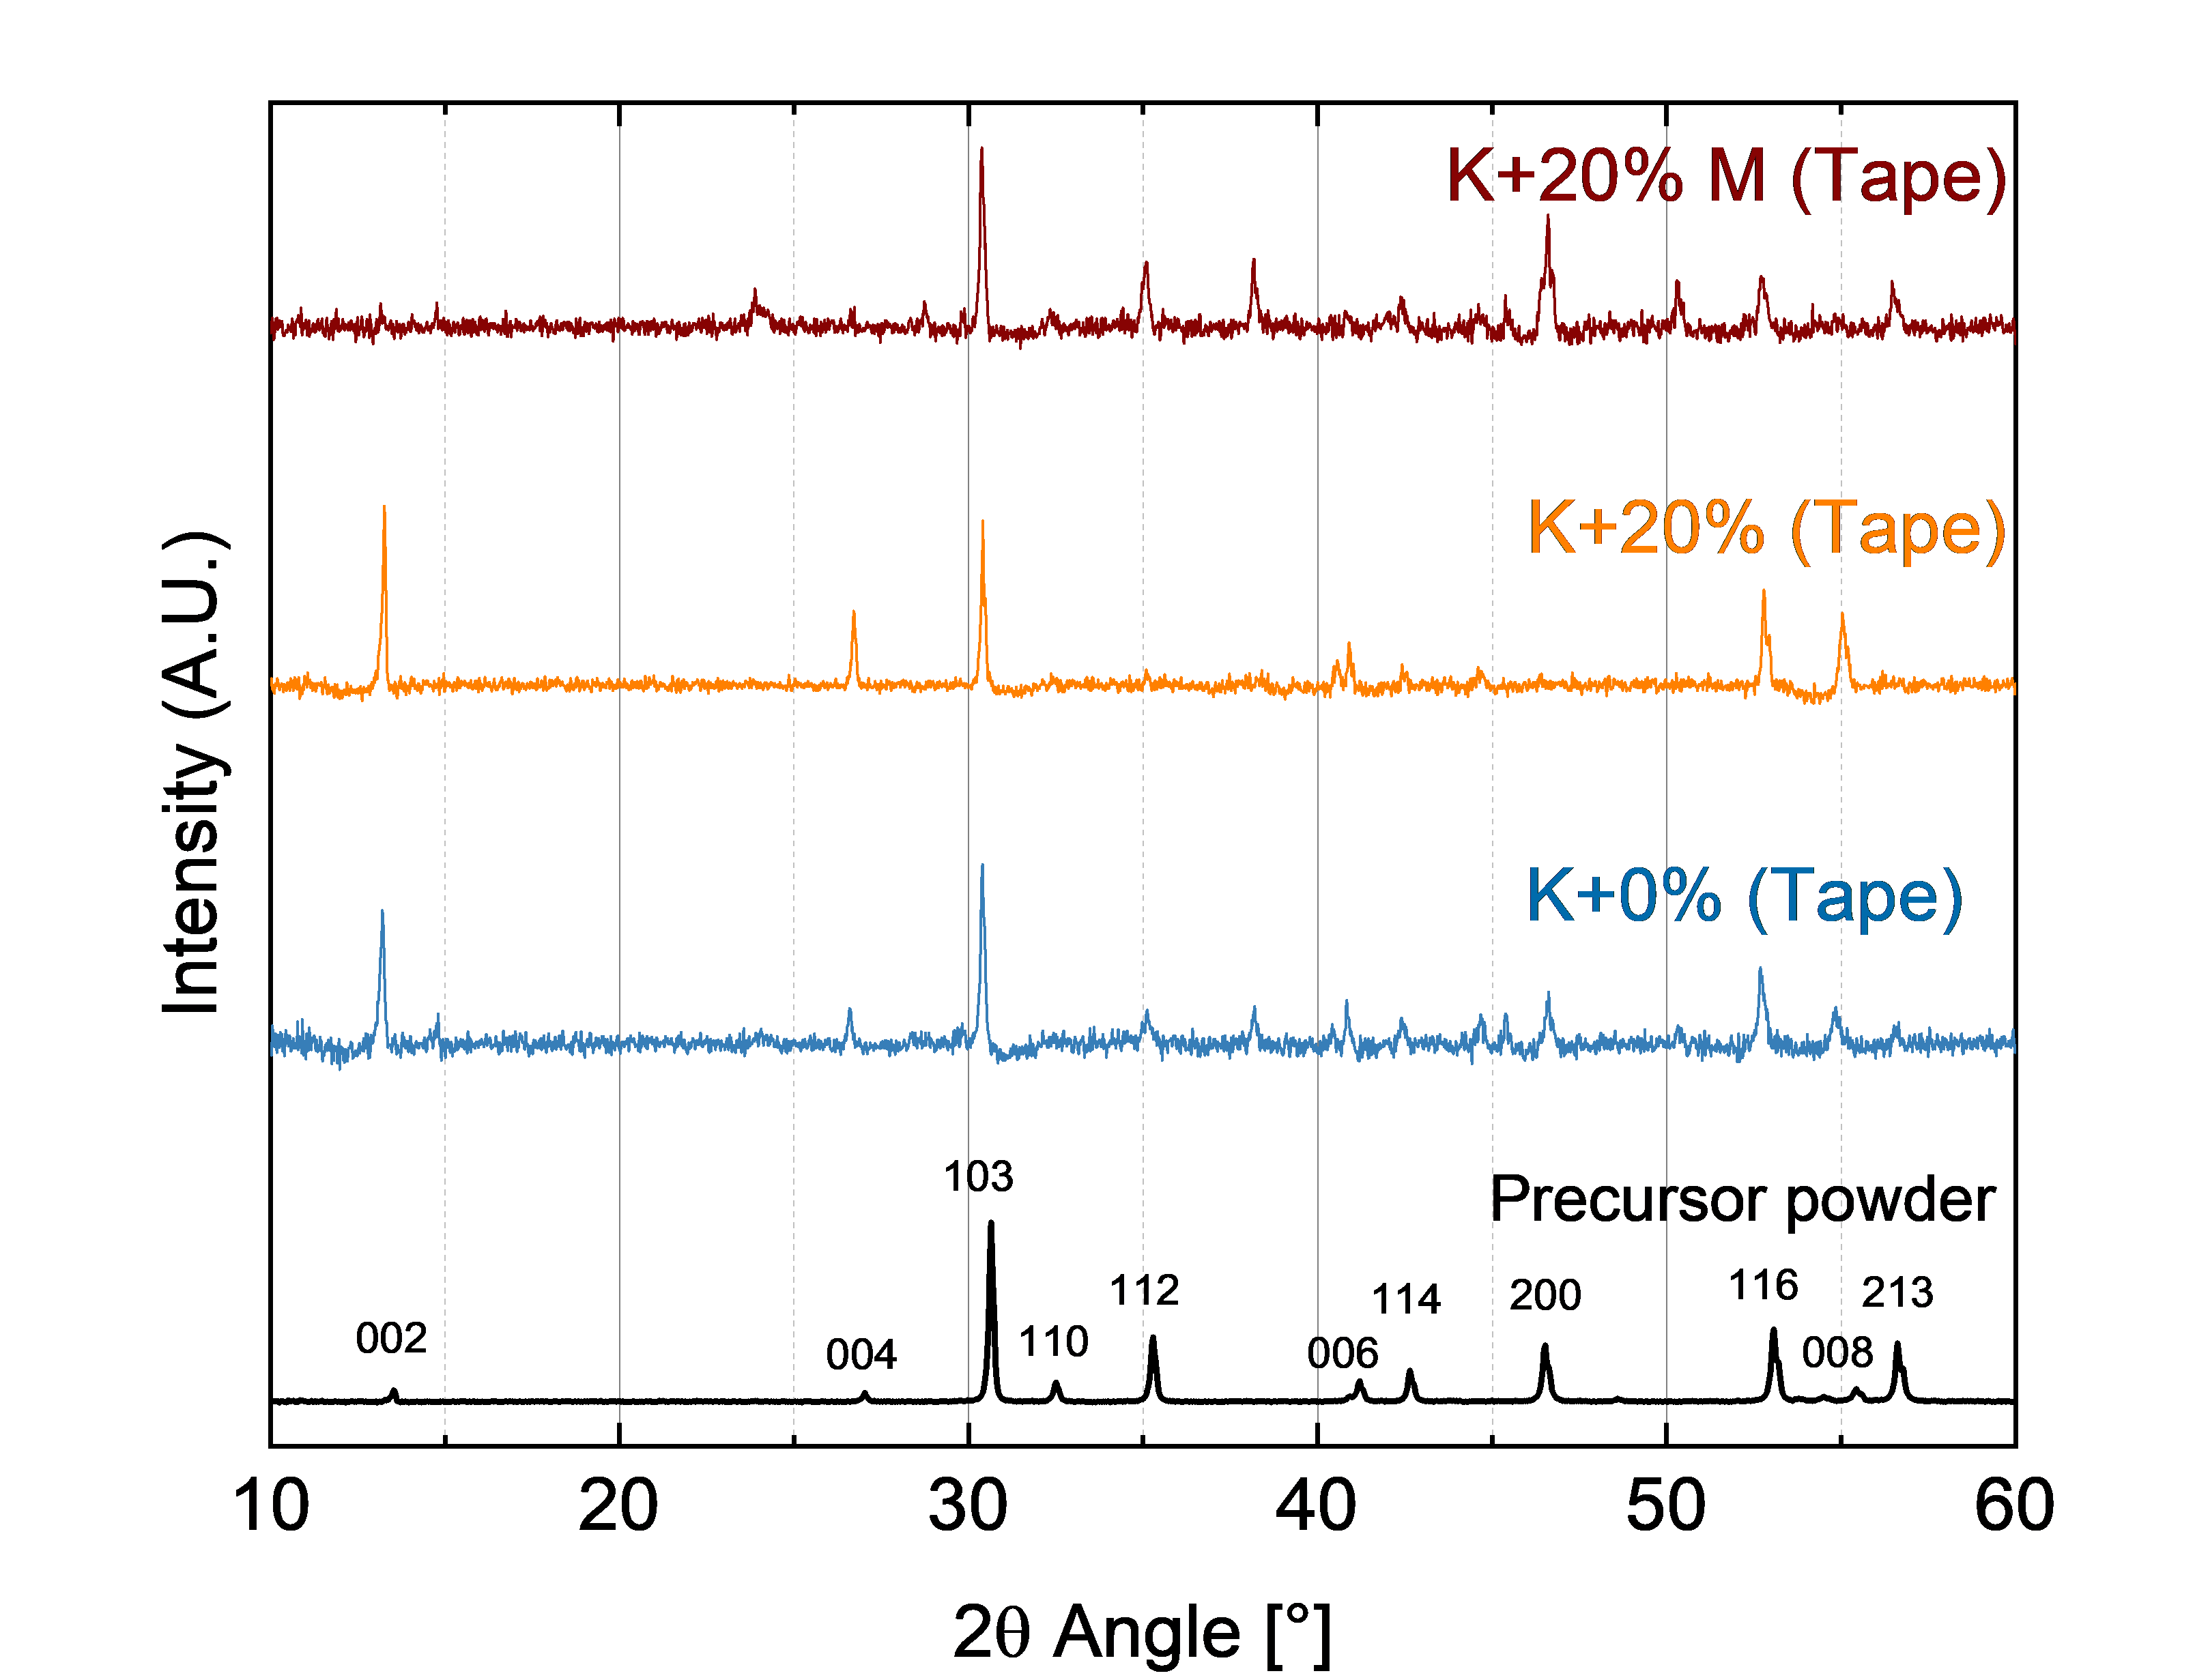 K+20% M (Tape)
K+20% (Tape)
K+0% (Tape)
Precursor powder
Intensity (A.U.)
002
004
103
110
112
006
114
200
116
008
213
10
20
30
40
50
60
2θ Angle [°]